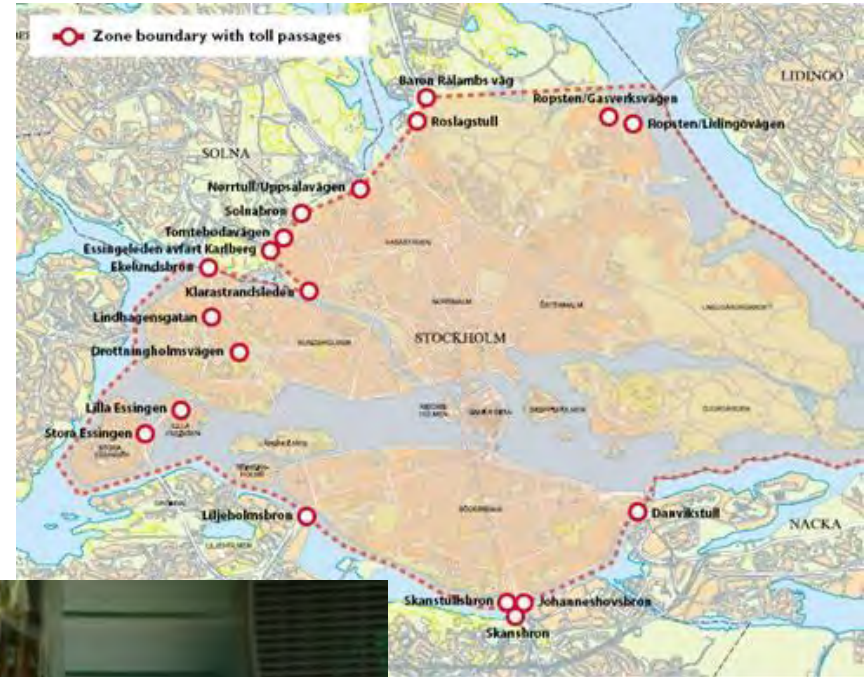 Zone boundary with toll passages
LIDINGÖ
Baron Rålambs väg
Ropsten/Gasverksvägen
Roslagstull
Ropsten/Lidingövägen
SOLNA
Norrtull/Uppsalavägen
Solnabron
Tomtebodavägen
Essingeleden avfart Karlberg
Ekelundsbron
Klarastrandsleden
Lindhagensgatan
STOCKHOLM
Drottningholmsvägen
Lilla Essingen
Stora Essingen
Liljeholmsbron
Danvikstull
NACKA
Skanstullsbron
Johanneshovsbron
Skansbron